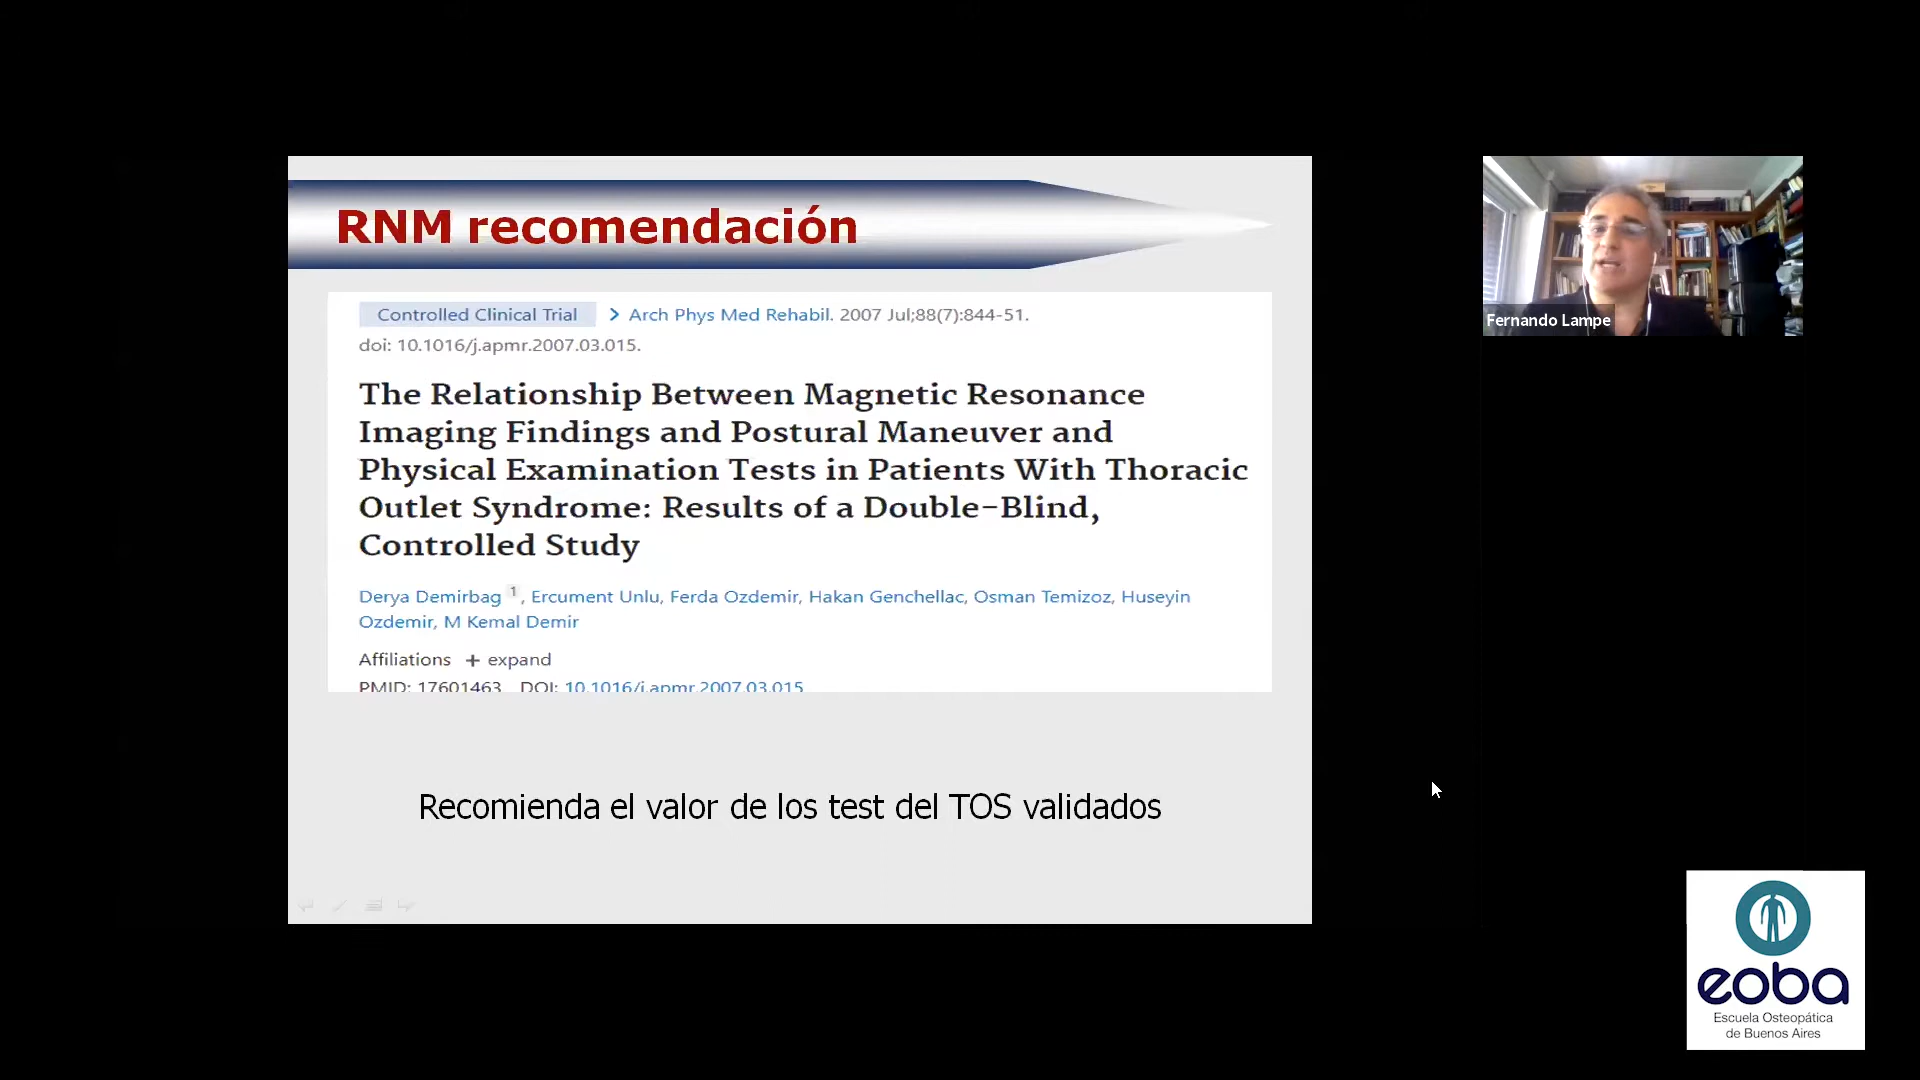 RNM recomendación
Controlled Clinical Trial > Arch Phys Med Rehabil. 2007 Jul;88(7):844-51.
doi: 10.1016/j.apmr.2007.03.015.
The Relationship Between Magnetic Resonance
Imaging Findings and Postural Maneuver and
Physical Examination Tests in Patients With Thoracic
Outlet Syndrome: Results of a Double-Blind,
Controlled Study
Derya Demirbag 1, Ercument Unlu, Ferda Ozdemir, Hakan Genchellac, Osman Temizoz, Huseyin
Ozdemir, M Kemal Demir
Affiliations + expand
PMID: 17601463 DOI: 10.1016/j.apmr.2007.03.015
Recomienda el valor de los test del TOS validados
Fernando Lampe
eoba
Escuela Osteopática
de Buenos Aires